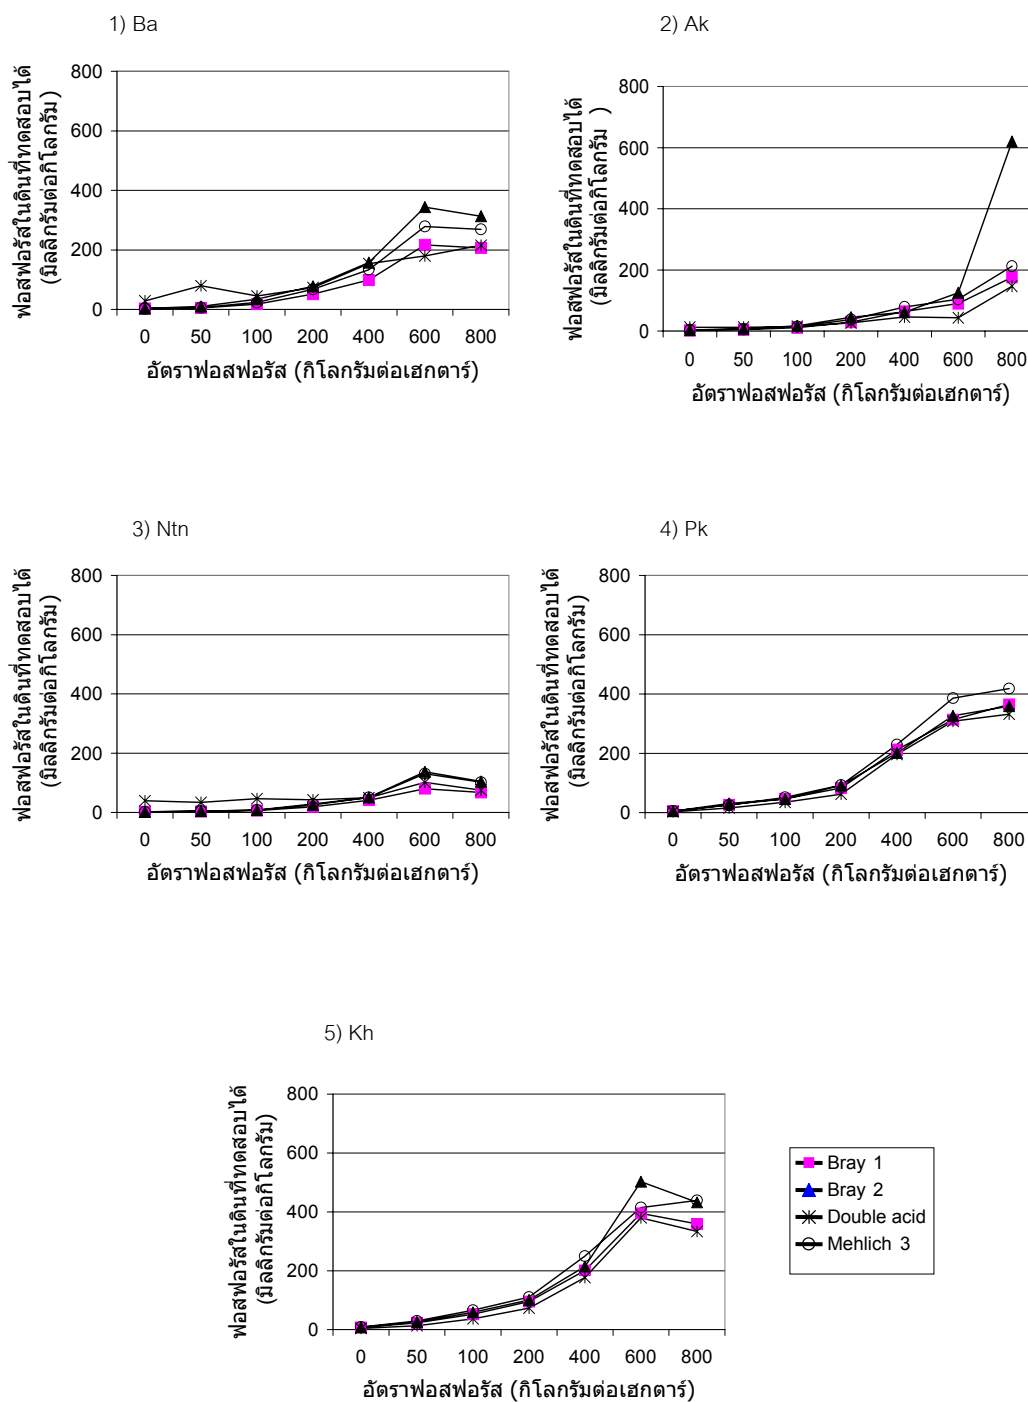 1) Ba
ฟอสฟอรัสในดินที่ทดสอบได้
(มิลลิกรัมต่อกิโลกรัม)
800
600
400
200
0
0 50 100 200 400 600 800
อัตราฟอสฟอรัส (กิโลกรัมต่อเฮกตาร์)
2) Ak
ฟอสฟอรัสในดินที่ทดสอบได้
(มิลลิกรัมต่อกิโลกรัม )
800
600
400
200
0
0 50 100 200 400 600 800
อัตราฟอสฟอรัส (กิโลกรัมต่อเฮกตาร์)
3) Ntn
ฟอสฟอรัสในดินที่ทดสอบได้
(มิลลิกรัมต่อกิโลกรัม)
800
600
400
200
0
0 50 100 200 400 600 800
อัตราฟอสฟอรัส (กิโลกรัมต่อเฮกตาร์)
4) Pk
ฟอสฟอรัสในดินที่ทดสอบได้
(มิลลิกรัมต่อกิโลกรัม)
800
600
400
200
0
0 50 100 200 400 600 800
อัตราฟอสฟอรัส (กิโลกรัมต่อเฮกตาร์)
5) Kh
ฟอสฟอรัสในดินที่ทดสอบได้
(มิลลิกรัมต่อกิโลกรัม)
800
600
400
200
0
0 50 100 200 400 600 800
อัตราฟอสฟอรัส (กิโลกรัมต่อเฮกตาร์)
Bray 1
Bray 2
Double acid
Mehlich 3